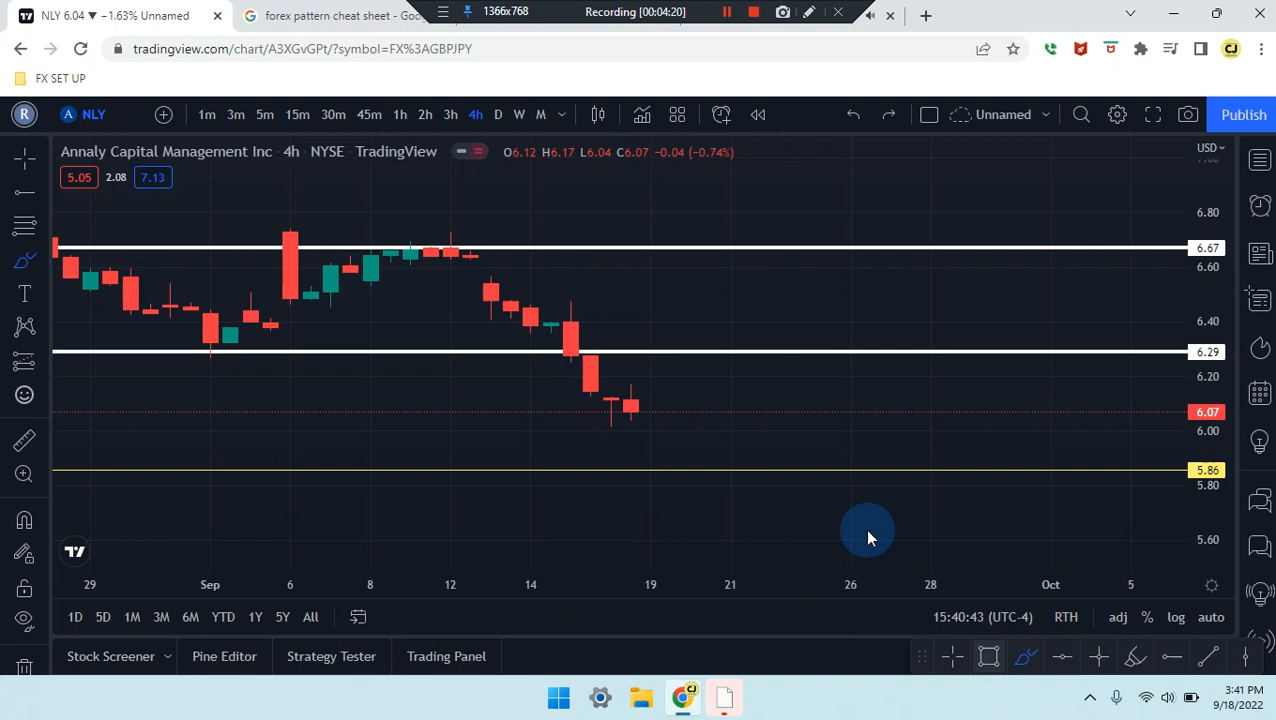 NLY 6.04 ▼ −1.63% Unnamed
forex pattern cheat sheet - Goo
1366x768
Recording [00:04:20]
tradingview.com/chart/A3XGvGPt/?symbol=FX%3AGBPJPY
CJ
FX SET UP
R
A NLY
1m 3m 5m 15m 30m 45m 1h 2h 3h 4h D W M
Unnamed
Publish
Annaly Capital Management Inc · 4h · NYSE · TradingView
O6.12 H6.17 L6.04 C6.07 −0.04 (−0.74%)
USD
7.00
5.05 2.08 7.13
6.80
6.67
6.60
6.40
6.29
6.20
6.07
6.00
5.86
5.80
5.60
29 Sep 6 8 12 14 19 21 26 28 Oct 5
1D 5D 1M 3M 6M YTD 1Y 5Y All
15:40:43 (UTC-4) RTH adj % log auto
Stock Screener Pine Editor Strategy Tester Trading Panel
3:41 PM
9/18/2022